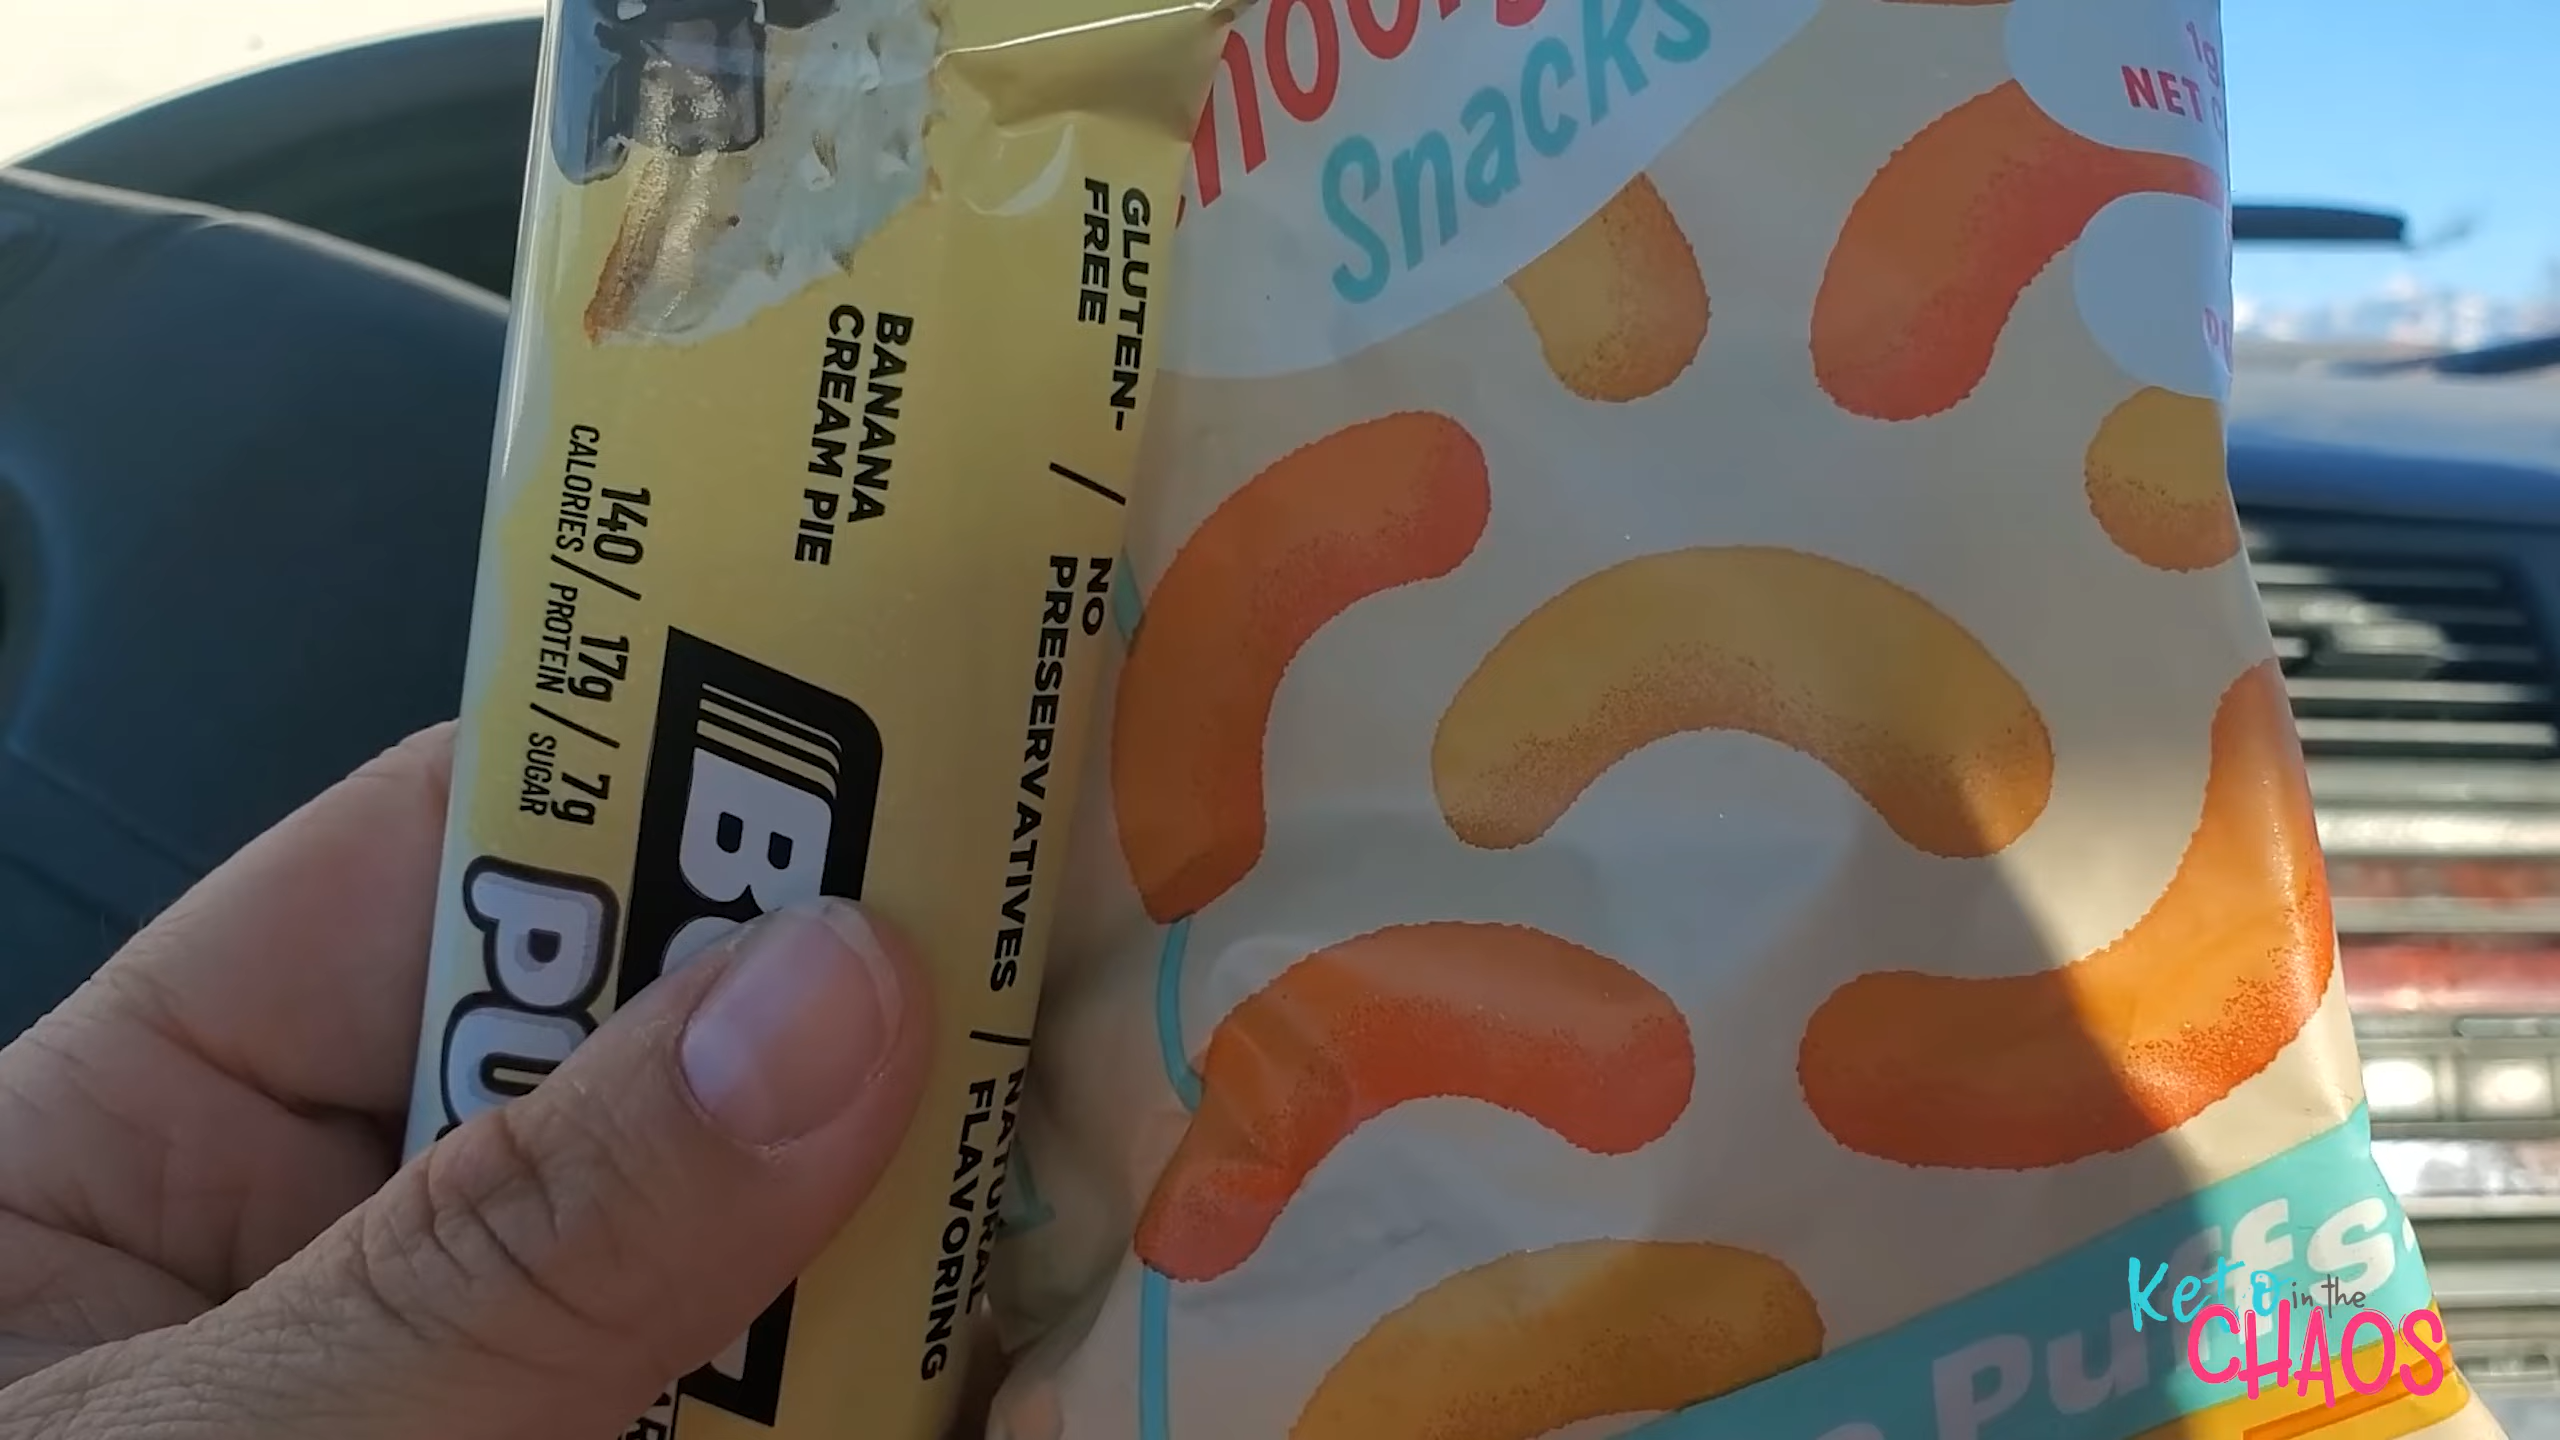 GLUTEN-
FREE
/
NO
PRESERVATIVES
/
NATURAL
FLAVORING
BANANA
CREAM PIE
140/ 17g / 7g
CALORIES/ PROTEIN / SUGAR
Snacks
1g
NET
Puffs
Keto in the
CHAOS